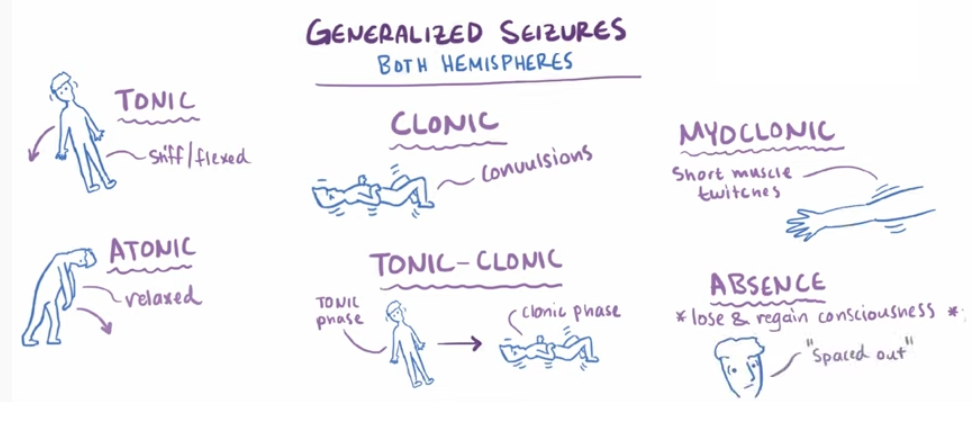 GENERALIZED SEIZURES
BOTH HEMISPHERES
TONIC
stiff/flexed
ATONIC
relaxed
CLONIC
convulsions
TONIC-CLONIC
TONIC
phase
clonic phase
MYOCLONIC
Short muscle
twitches
ABSENCE
* lose & regain consciousness *
"spaced out"